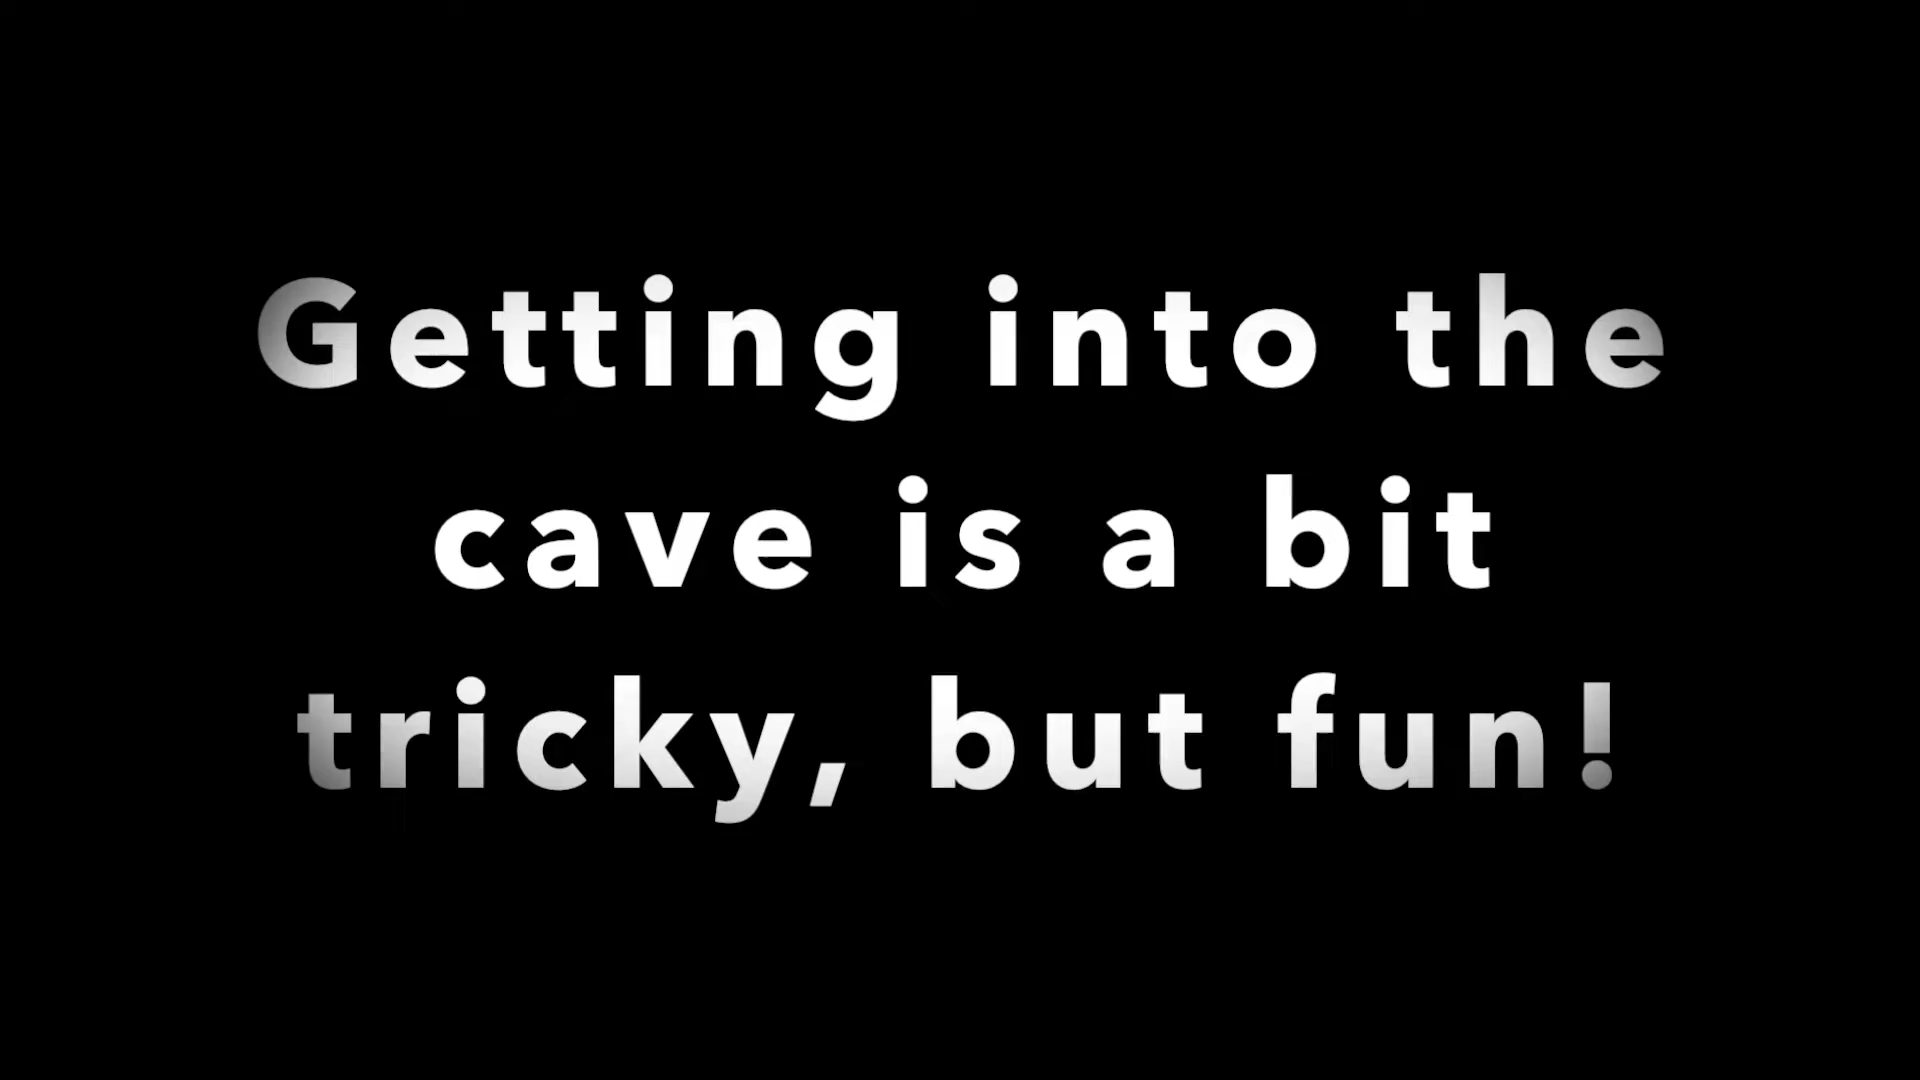 Getting into the
cave is a bit
tricky, but fun!